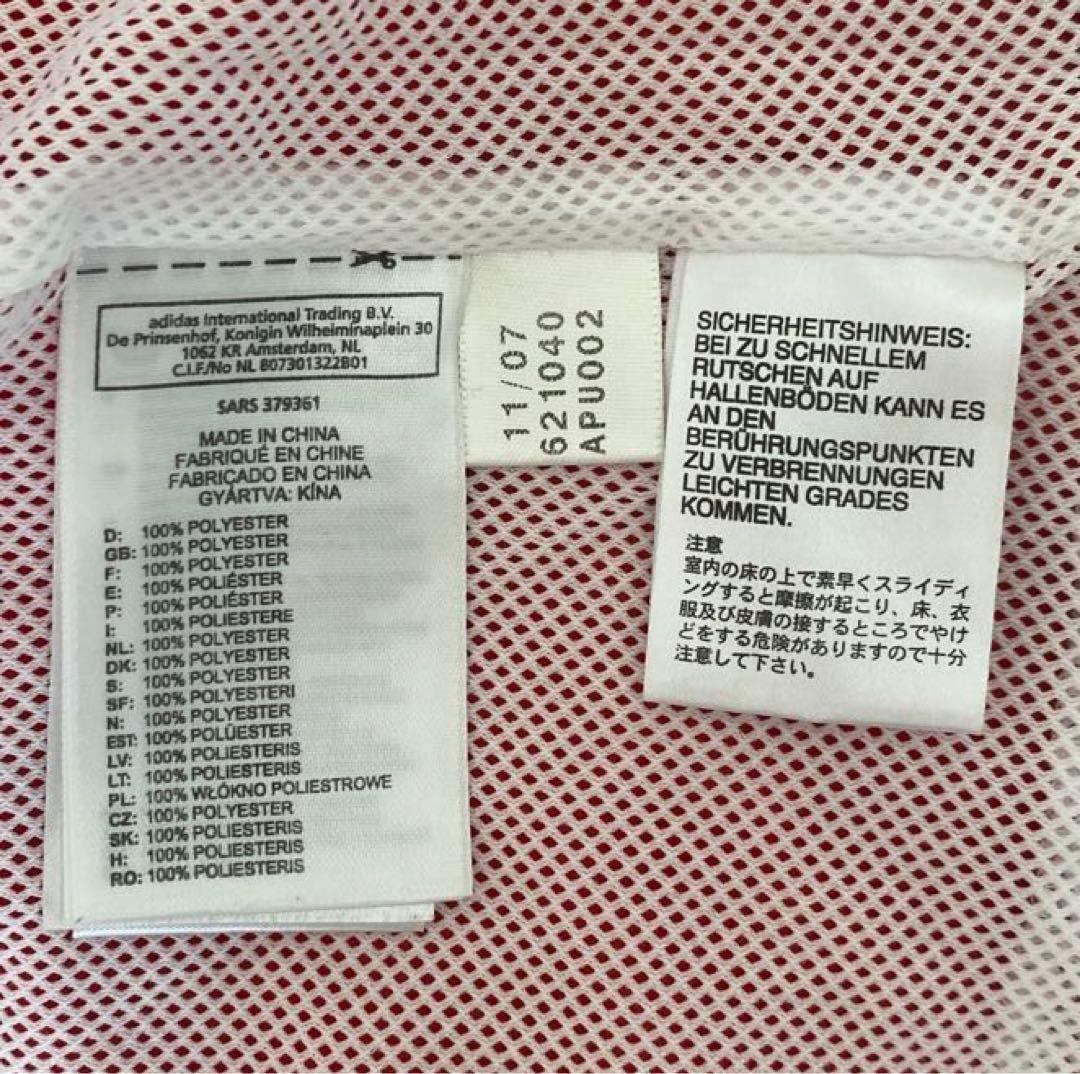 adidas International Trading B.V.
De Prinsenhof, Konigin Wilheiminaplein 30
1062 KR Amsterdam, NL
C.I.F./No NL 807301322B01
SARS 379361
MADE IN CHINA
FABRIQUÉ EN CHINE
FABRICADO EN CHINA
GYÁRTVA: KÍNA
D: 100% POLYESTER
GB: 100% POLYESTER
F: 100% POLYESTER
E: 100% POLIÉSTER
P: 100% POLIÉSTER
I: 100% POLIESTERE
NL: 100% POLYESTER
DK: 100% POLYESTER
S: 100% POLYESTER
SF: 100% POLYESTERI
N: 100% POLYESTER
EST: 100% POLÜESTER
LV: 100% POLIESTERIS
LT: 100% POLIESTERIS
PL: 100% WŁÓKNO POLIESTROWE
CZ: 100% POLYESTER
SK: 100% POLIESTERIS
H: 100% POLIESTERIS
RO: 100% POLIESTERIS
11/07
621040
APU002
SICHERHEITSHINWEIS:
BEI ZU SCHNELLEM
RUTSCHEN AUF
HALLENBÖDEN KANN ES
AN DEN
BERÜHRUNGSPUNKTEN
ZU VERBRENNUNGEN
LEICHTEN GRADES
KOMMEN.
注意
室内の床の上で素早くスライディ
ングすると摩擦が起こり、床、衣
服及び皮膚の接するところでやけ
どをする危険がありますので十分
注意して下さい。